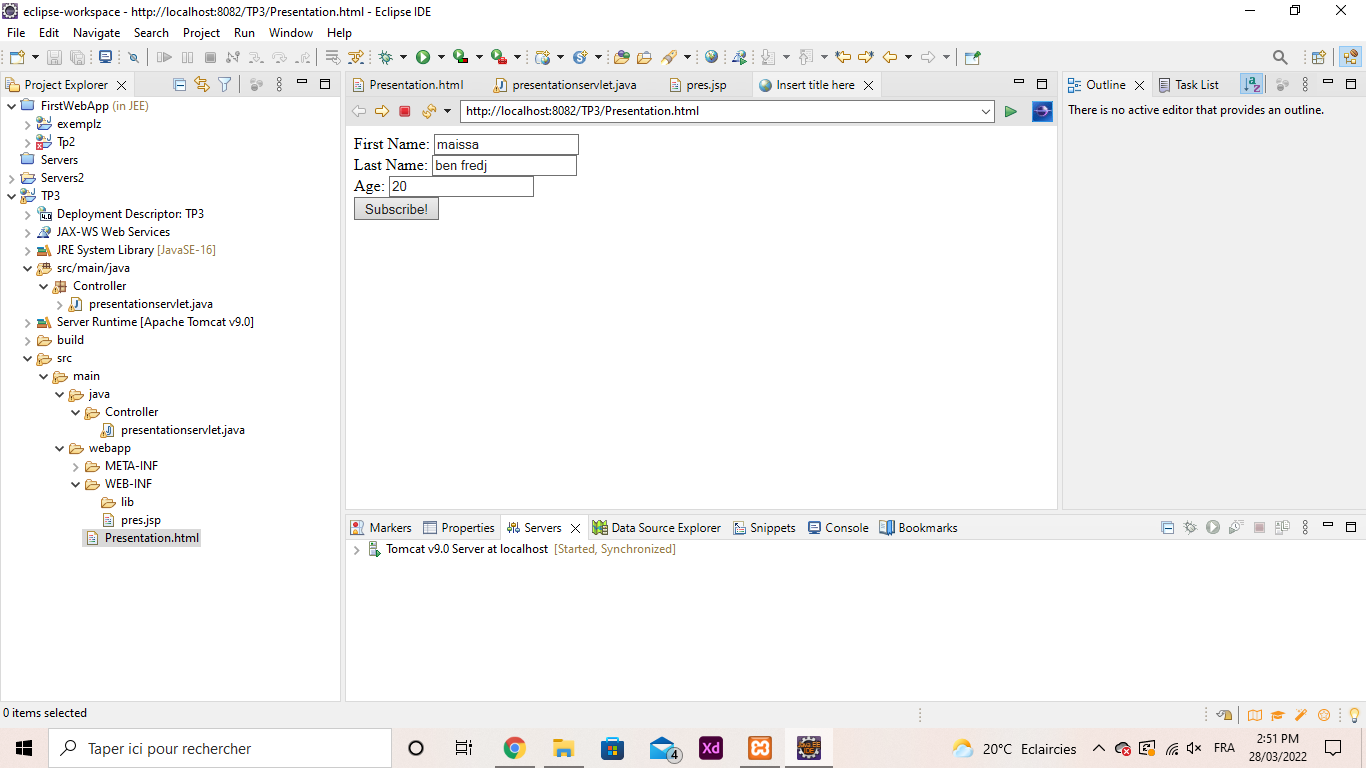 eclipse-workspace - http://localhost:8082/TP3/Presentation.html - Eclipse IDE
File Edit Navigate Search Project Run Window Help
Project Explorer
FirstWebApp (in JEE)
exemplz
Tp2
Servers
Servers2
TP3
Deployment Descriptor: TP3
JAX-WS Web Services
JRE System Library [JavaSE-16]
src/main/java
Controller
presentationservlet.java
Server Runtime [Apache Tomcat v9.0]
build
src
main
java
Controller
presentationservlet.java
webapp
META-INF
WEB-INF
lib
pres.jsp
Presentation.html
Presentation.html presentationservlet.java pres.jsp Insert title here
http://localhost:8082/TP3/Presentation.html
First Name: maissa
Last Name: ben fredj
Age: 20
Subscribe!
Outline Task List
There is no active editor that provides an outline.
Markers Properties Servers Data Source Explorer Snippets Console Bookmarks
Tomcat v9.0 Server at localhost [Started, Synchronized]
0 items selected
Taper ici pour rechercher
4
Xd
JAVA EE
IDE
20°C Eclaircies
FRA
2:51 PM
28/03/2022